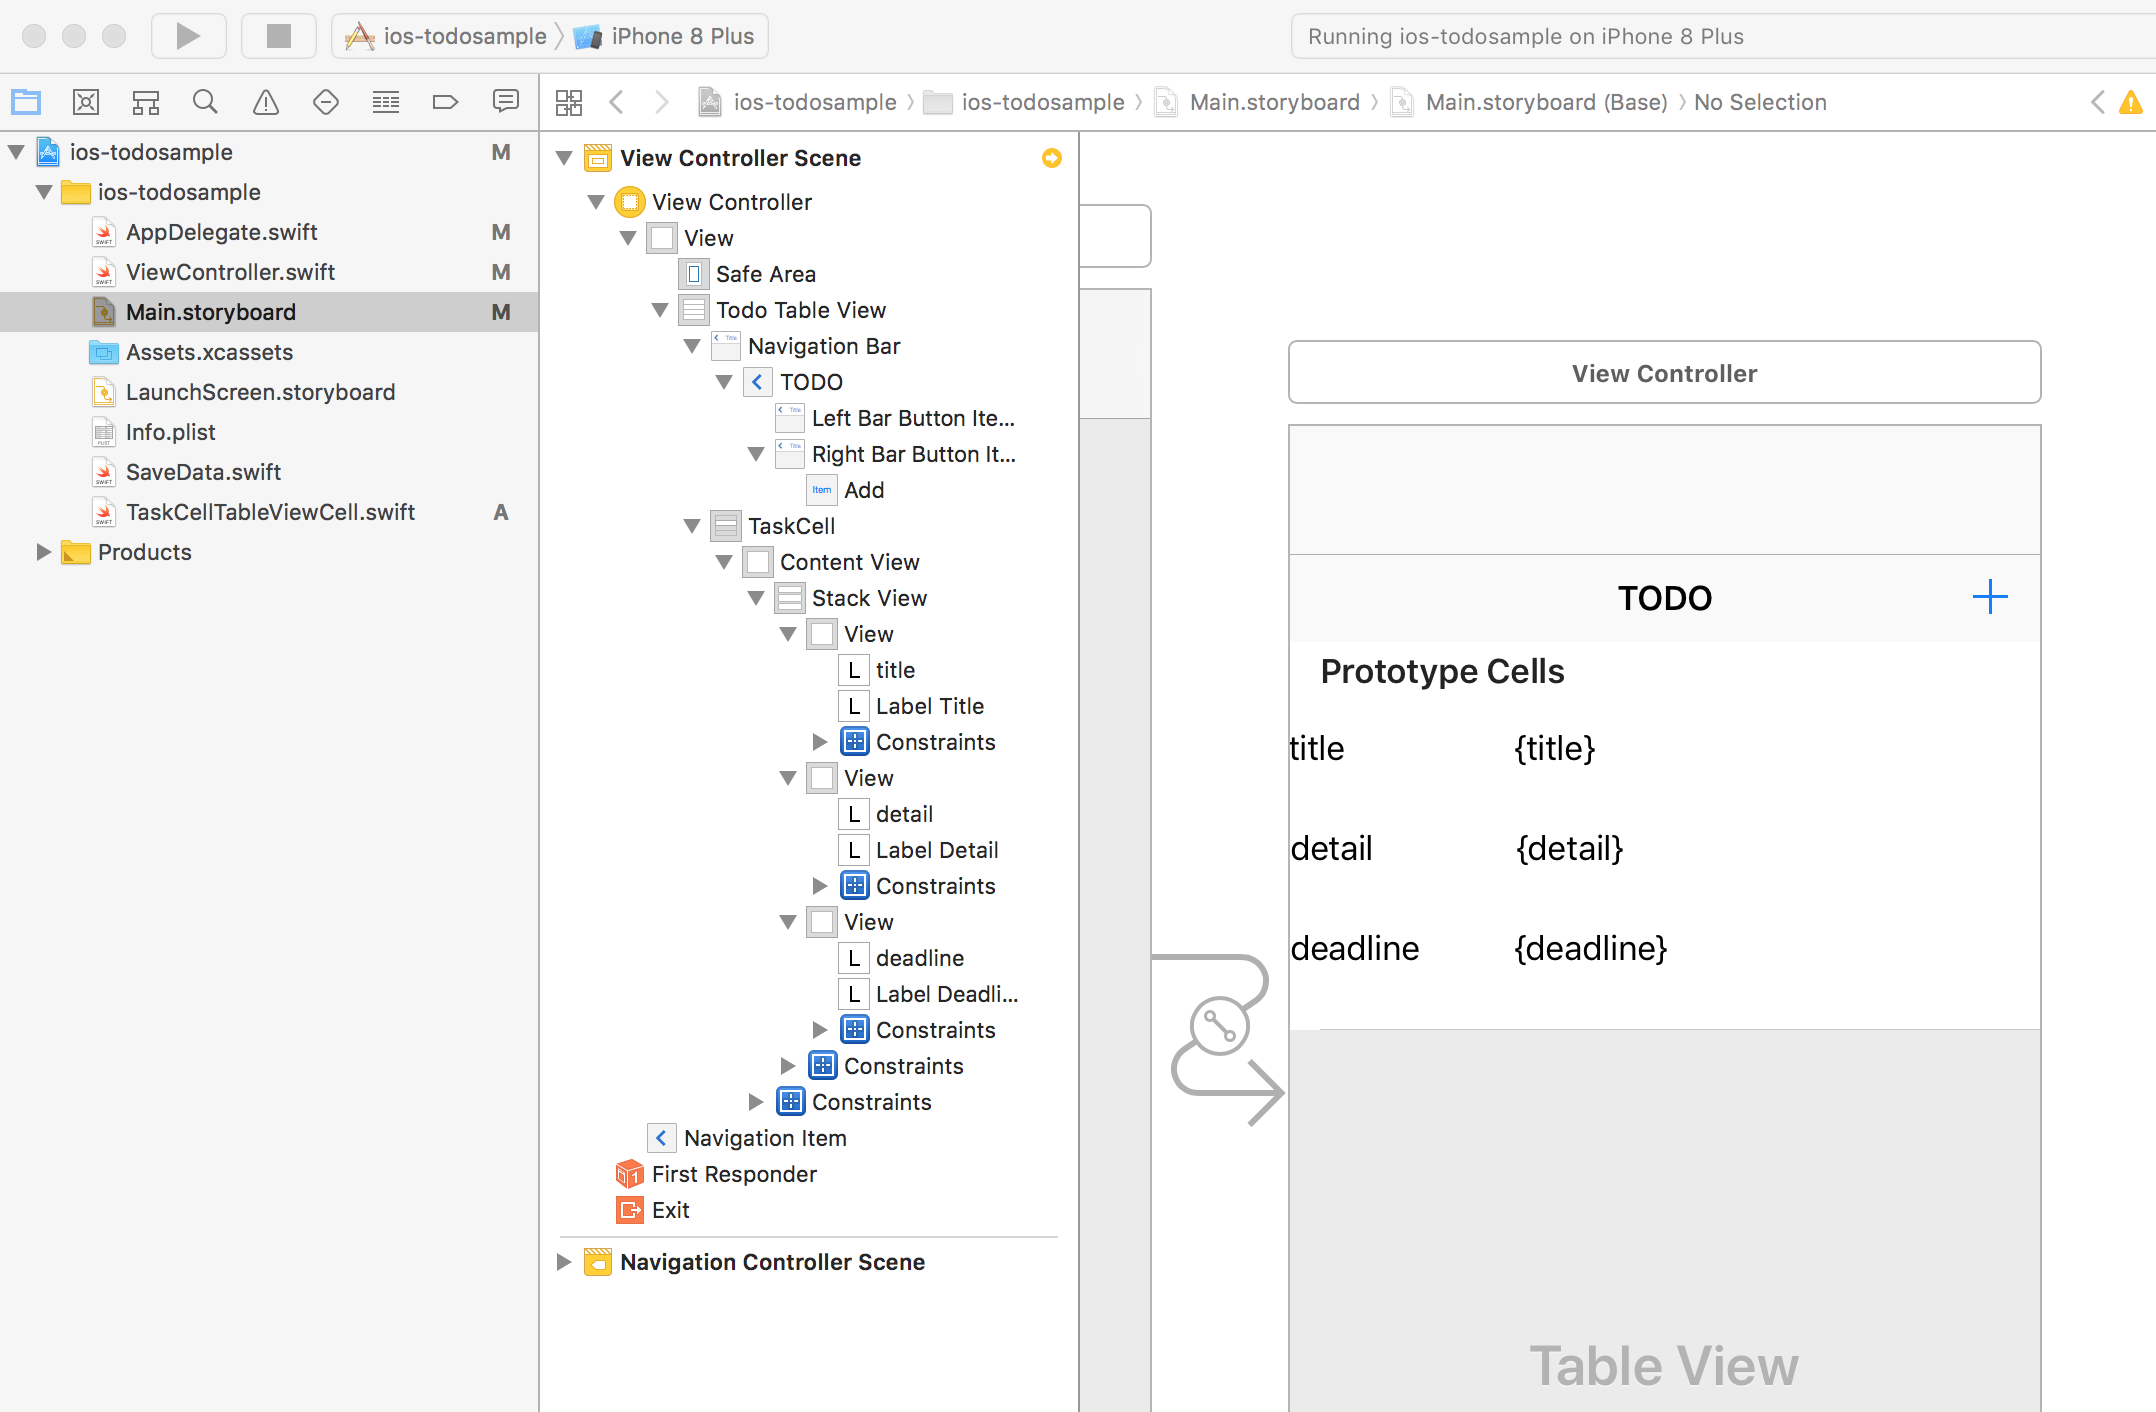 ios-todosample 〉 iPhone 8 Plus
Running ios-todosample on iPhone 8 Plus
ios-todosample 〉 ios-todosample 〉 Main.storyboard 〉 Main.storyboard (Base) 〉 No Selection
ios-todosample M
ios-todosample
AppDelegate.swift M
ViewController.swift M
Main.storyboard M
Assets.xcassets
LaunchScreen.storyboard
Info.plist
SaveData.swift
TaskCellTableViewCell.swift A
Products
View Controller Scene
View Controller
View
Safe Area
Todo Table View
Navigation Bar
TODO
Left Bar Button Ite...
Right Bar Button It...
Item Add
TaskCell
Content View
Stack View
View
L title
L Label Title
Constraints
View
L detail
L Label Detail
Constraints
View
L deadline
L Label Deadli...
Constraints
Constraints
Constraints
Navigation Item
First Responder
Exit
Navigation Controller Scene
View Controller
TODO
Prototype Cells
title {title}
detail {detail}
deadline {deadline}
Table View